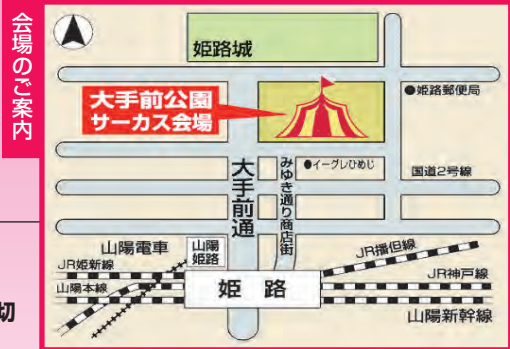 会場のご案内
姫路城
大手前公園
サーカス会場
●姫路郵便局
大手前通
みゆき通り商店街
●イーグレひめじ
国道2号線
山陽電車
山陽
姫路
JR姫新線
山陽本線
姫路
JR播但線
JR神戸線
山陽新幹線
切